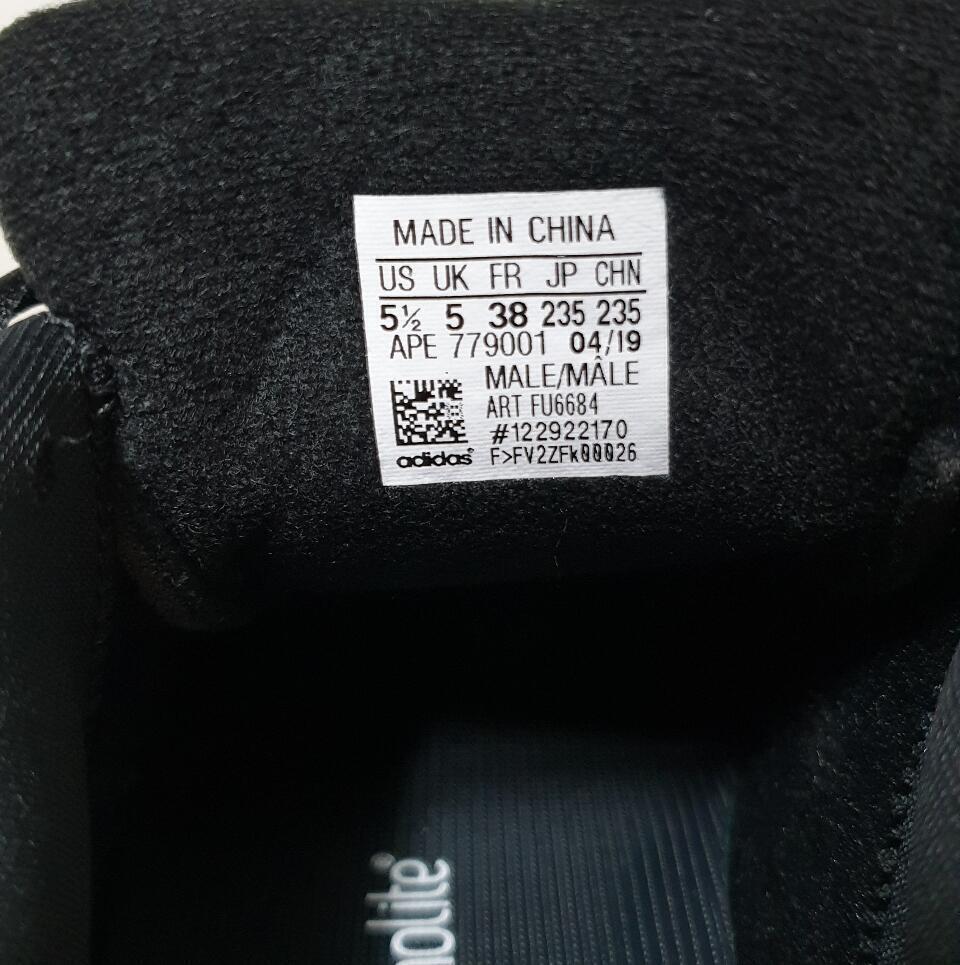 MADE IN CHINA
US UK FR JP CHN
5½ 5 38 235 235
APE 779001 04/19
MALE/MÂLE
ART FU6684
#122922170
adidas® F>FV2ZFk00026
olite®